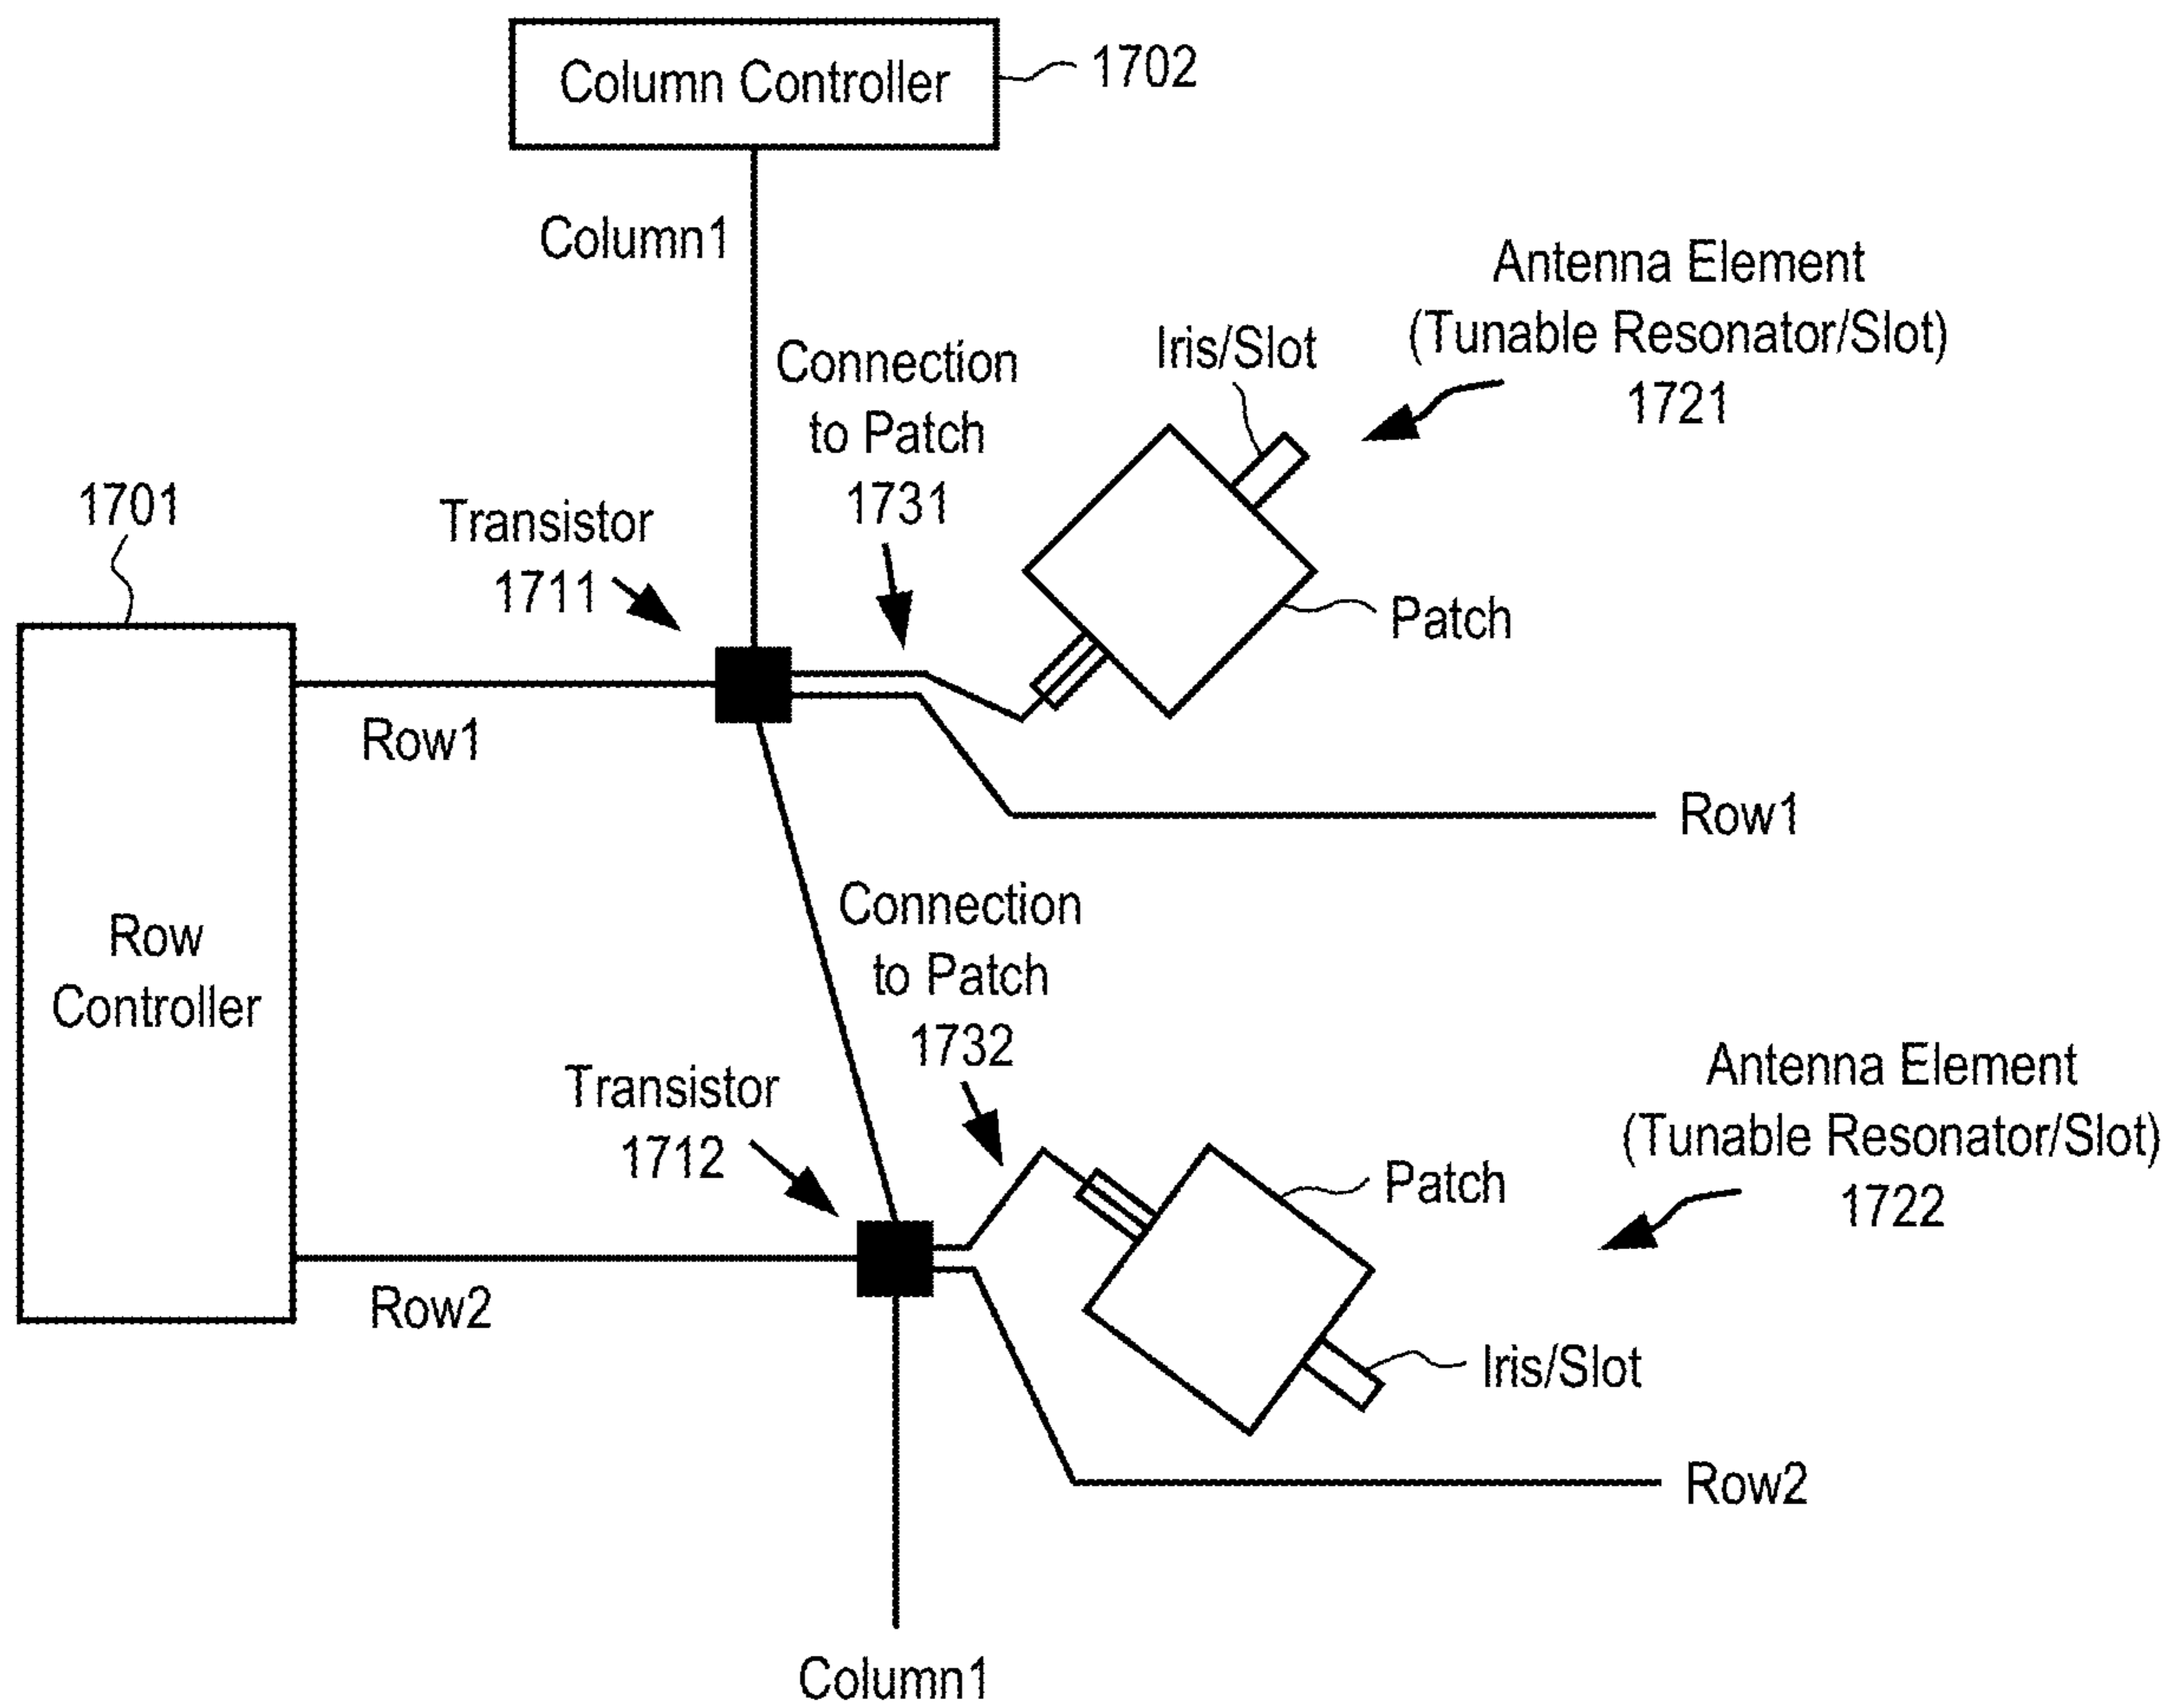 Column Controller
1702
Column1
Antenna Element
(Tunable Resonator/Slot)
1721
Iris/Slot
Connection
to Patch
1731
1701
Transistor
1711
Patch
Row1
Row1
Row
Controller
Connection
to Patch
1732
Transistor
1712
Antenna Element
(Tunable Resonator/Slot)
1722
Patch
Row2
Iris/Slot
Row2
Column1